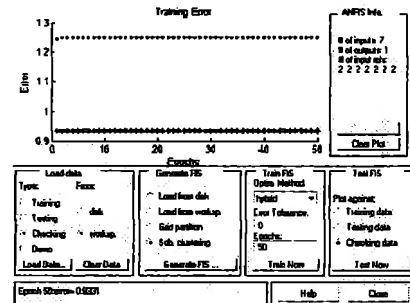 Training Error
ANFIS Info.
1.3
1.2
1.1
1
0.9
Error
0
10
20
30
40
50
Epochs
# of inputs: 7
# of outputs: 1
# of input mfs:
2 2 2 2 2 2 2
Clear Plot
Load data
Type: From:
Training
Testing
Checking
Demo
disk
worksp.
Load Data... Clear Data
Generate FIS
Load from disk
Load from worksp.
Grid partition
Sub. clustering
Generate FIS ...
Train FIS
Optim. Method:
hybrid
Error Tolerance:
0
Epochs:
50
Train Now
Test FIS
Plot against:
Training data
Testing data
Checking data
Test Now
Help
Close